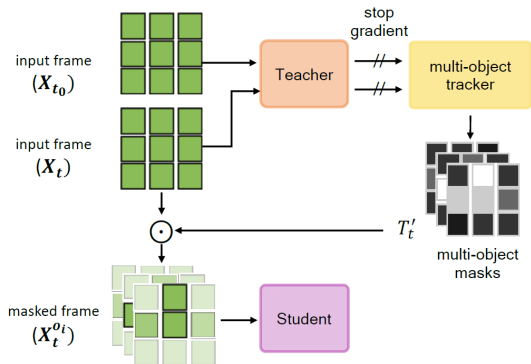 stop
gradient
input frame
(X_{t_0})
Teacher
multi-object
tracker
input frame
(X_t)
T'_t
multi-object
masks
masked frame
(X_t^{o_i})
Student